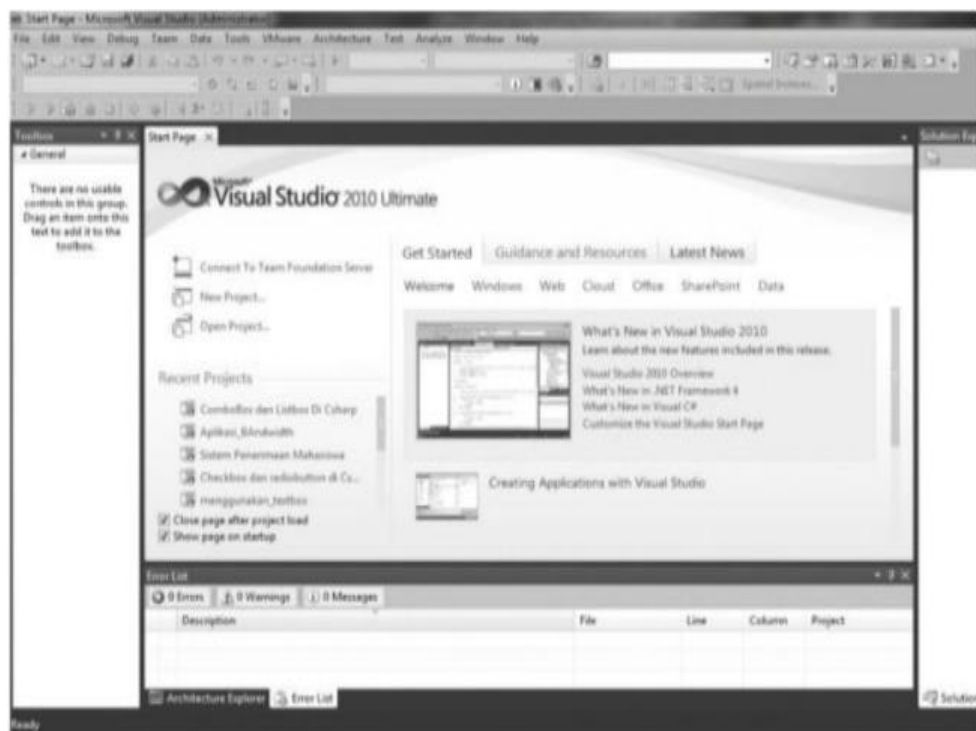 Start Page - Microsoft Visual Studio (Administrator)
File Edit View Debug Team Data Tools VMware Architecture Test Analyze Window Help
Toolbox
General
There are no usable
controls in this group.
Drag an item onto this
text to add it to the
toolbox.
Start Page
Microsoft
Visual Studio 2010 Ultimate
Connect To Team Foundation Server
New Project...
Open Project...
Recent Projects
ComboBox dan Listbox Di Csharp
Aplikasi_BAndwidth
Sistem Penerimaan Mahasiswa
Checkbox dan radiobutton di Cs...
menggunakan_textbox
Close page after project load
Show page on startup
Get Started Guidance and Resources Latest News
Welcome Windows Web Cloud Office SharePoint Data
What's New in Visual Studio 2010
Learn about the new features included in this release.
Visual Studio 2010 Overview
What's New in .NET Framework 4
What's New in Visual C#
Customize the Visual Studio Start Page
Creating Applications with Visual Studio
Solution Exp
Error List
0 Errors 0 Warnings 0 Messages
Description File Line Column Project
Architecture Explorer Error List
Solution
Ready